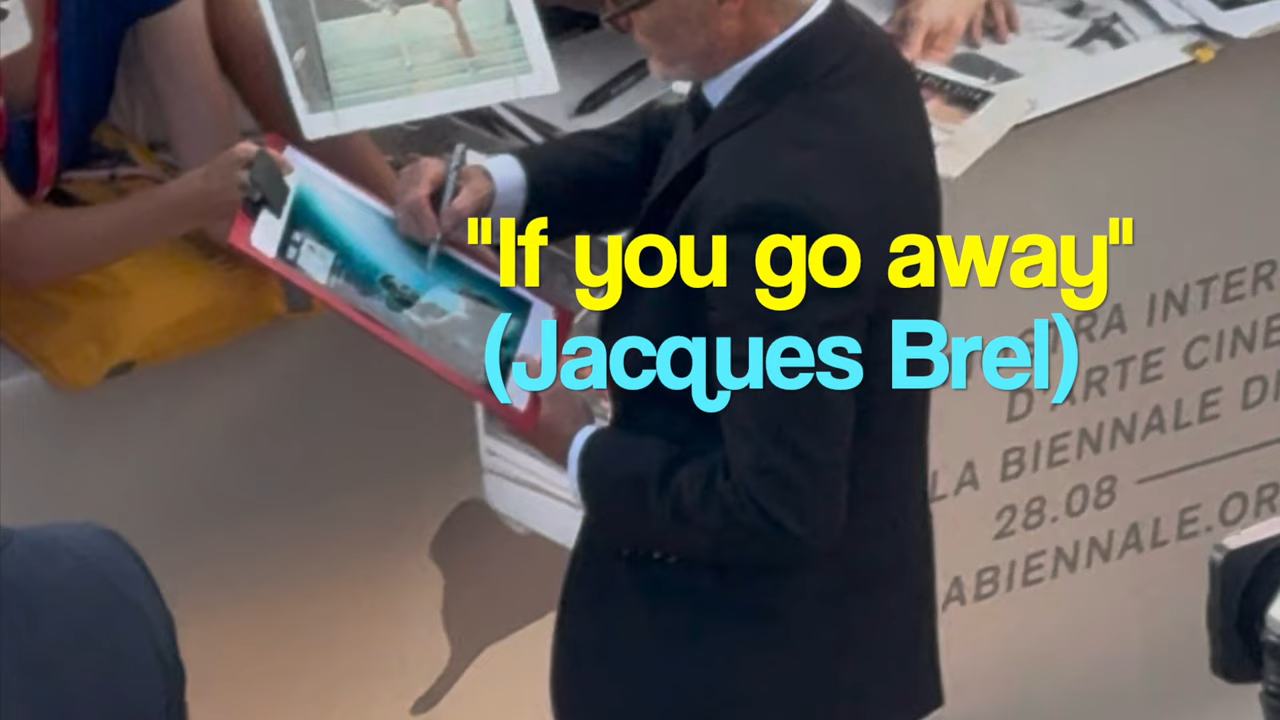 "If you go away"
(Jacques Brel)
RA INTER
D'ARTE CINE
LA BIENNALE DI
28.08
ABIENNALE.OR